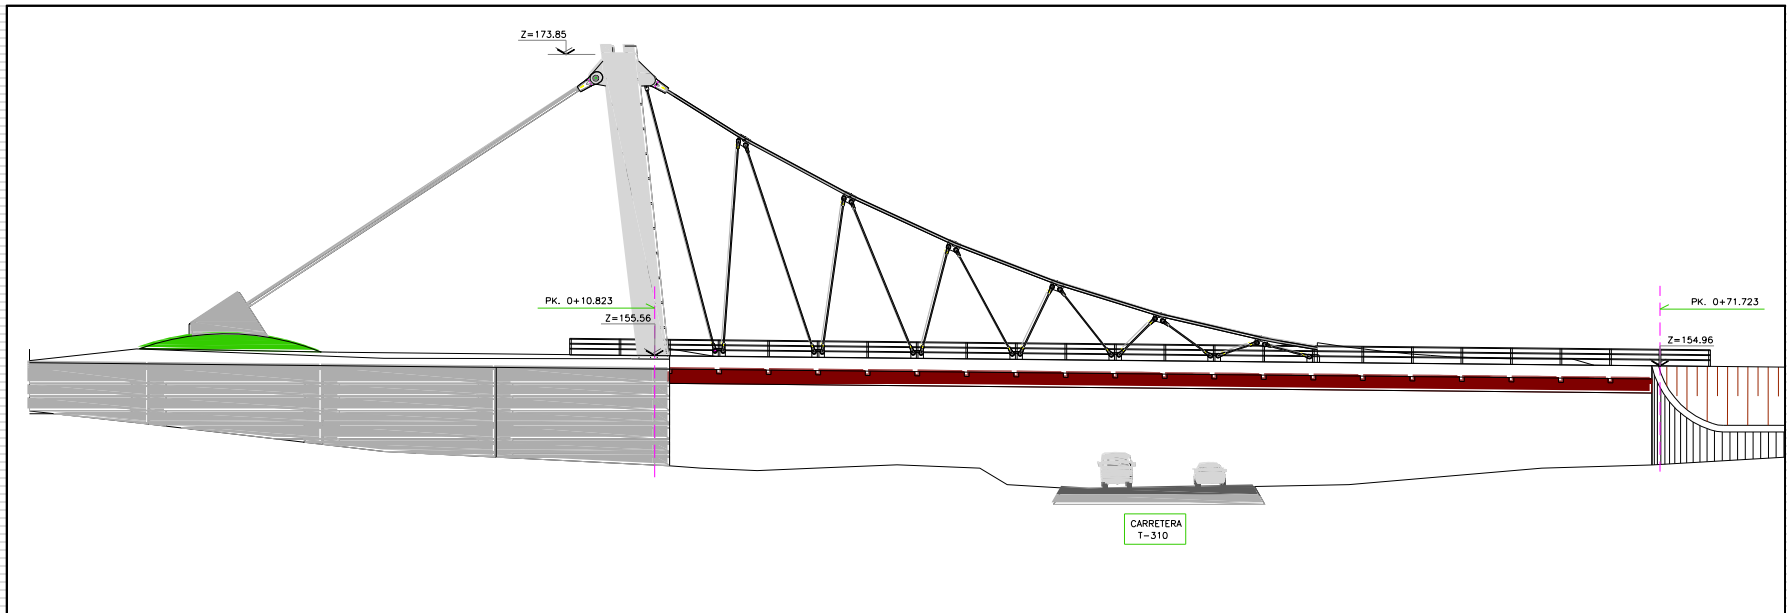 Z=173.85
PK. 0+10.823
Z=155.56
PK. 0+71.723
Z=154.96
CARRETERA
T-310